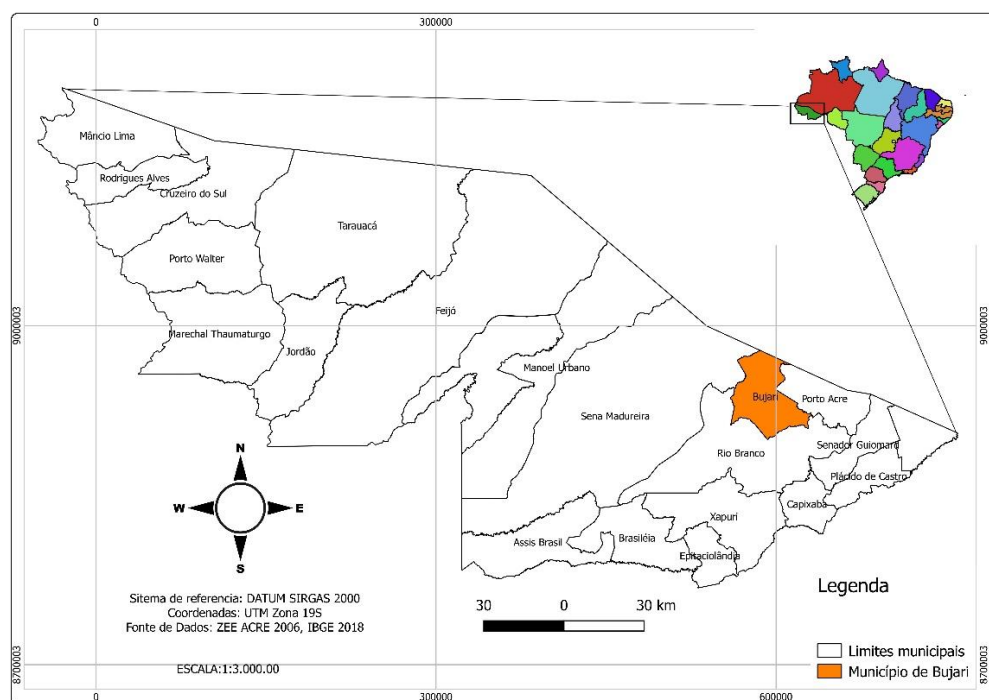 0
300000
Mâncio Lima
Rodrigues Alves
Cruzeiro do Sul
Tarauacá
Porto Walter
Feijó
9000003
9000003
Marechal Thaumaturgo
Jordão
Manoel Urbano
Bujari
Porto Acre
Sena Madureira
Senador Guiomard
Rio Branco
Plácido de Castro
N
W
E
S
Capixaba
Xapuri
Assis Brasil
Brasiléia
Epitaciolândia
Legenda
Sitema de referencia: DATUM SIRGAS 2000
Coordenadas: UTM Zona 19S
Fonte de Dados: ZEE ACRE 2006, IBGE 2018
30 0 30 km
Limites municipais
Município de Bujari
ESCALA:1:3.000.00
8700003
8700003
0
300000
600000